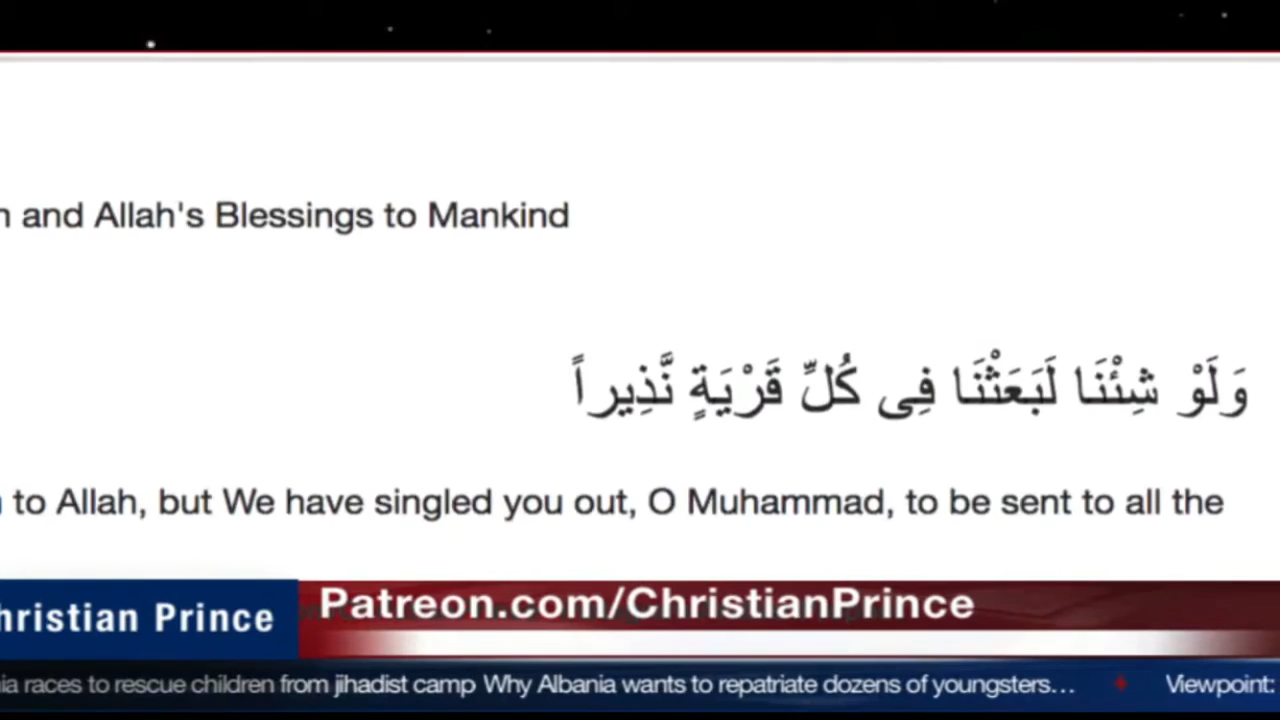 and Allah's Blessings to Mankind
وَلَوْ شِئْنَا لَبَعَثْنَا فِى كُلِّ قَرْيَةٍ نَّذِيراً
to Allah, but We have singled you out, O Muhammad, to be sent to all the
Patreon.com/ChristianPrince
hristian Prince
ia races to rescue children from jihadist camp Why Albania wants to repatriate dozens of youngsters… Viewpoint: